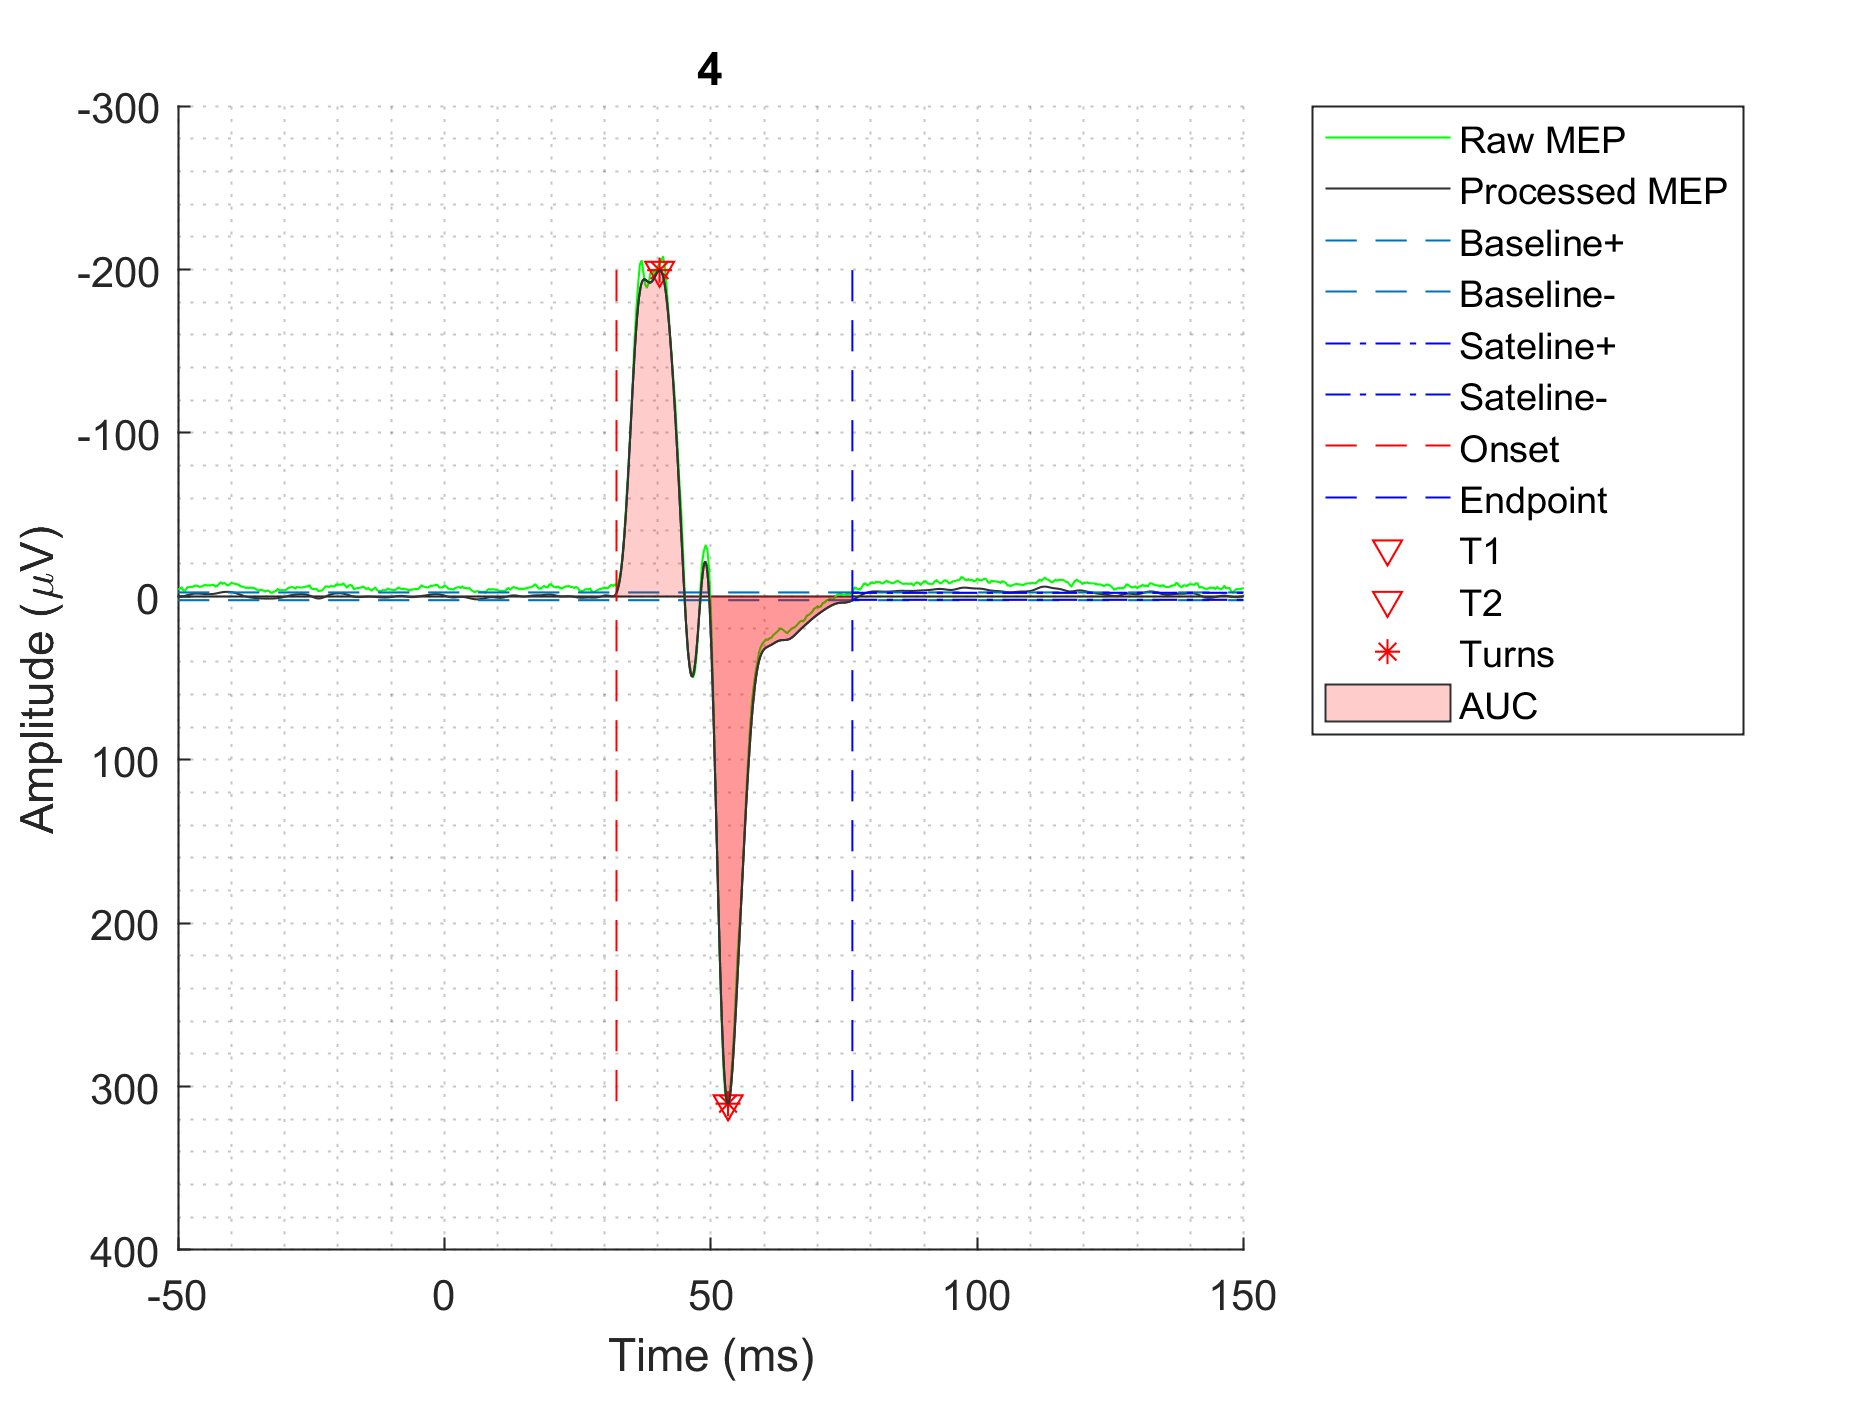 4
-300
-200
-100
0
100
200
300
400
-50 0 50 100 150
Amplitude (μV)
Time (ms)
Raw MEP
Processed MEP
Baseline+
Baseline-
Sateline+
Sateline-
Onset
Endpoint
T1
T2
Turns
AUC